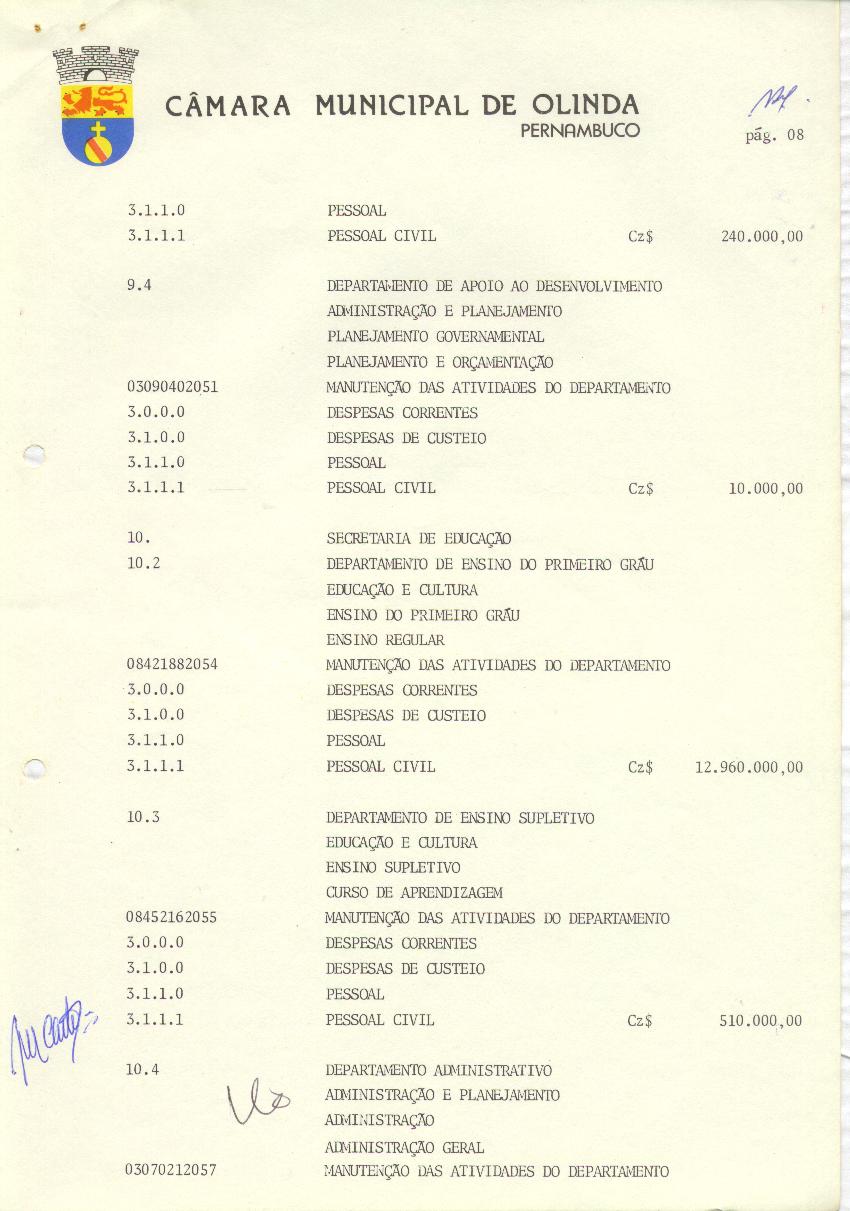 CÂMARA MUNICIPAL DE OLINDA
PERNAMBUCO
pág. 08
3.1.1.0 PESSOAL
3.1.1.1 PESSOAL CIVIL Cz$ 240.000,00
9.4 DEPARTAMENTO DE APOIO AO DESENVOLVIMENTO
ADMINISTRAÇÃO E PLANEJAMENTO
PLANEJAMENTO GOVERNAMENTAL
PLANEJAMENTO E ORÇAMENTAÇÃO
03090402051 MANUTENÇÃO DAS ATIVIDADES DO DEPARTAMENTO
3.0.0.0 DESPESAS CORRENTES
3.1.0.0 DESPESAS DE CUSTEIO
3.1.1.0 PESSOAL
3.1.1.1 PESSOAL CIVIL Cz$ 10.000,00
10. SECRETARIA DE EDUCAÇÃO
10.2 DEPARTAMENTO DE ENSINO DO PRIMEIRO GRÁU
EDUCAÇÃO E CULTURA
ENSINO DO PRIMEIRO GRÁU
ENSINO REGULAR
08421882054 MANUTENÇÃO DAS ATIVIDADES DO DEPARTAMENTO
3.0.0.0 DESPESAS CORRENTES
3.1.0.0 DESPESAS DE CUSTEIO
3.1.1.0 PESSOAL
3.1.1.1 PESSOAL CIVIL Cz$ 12.960.000,00
10.3 DEPARTAMENTO DE ENSINO SUPLETIVO
EDUCAÇÃO E CULTURA
ENSINO SUPLETIVO
CURSO DE APRENDIZAGEM
08452162055 MANUTENÇÃO DAS ATIVIDADES DO DEPARTAMENTO
3.0.0.0 DESPESAS CORRENTES
3.1.0.0 DESPESAS DE CUSTEIO
3.1.1.0 PESSOAL
3.1.1.1 PESSOAL CIVIL Cz$ 510.000,00
10.4 DEPARTAMENTO ADMINISTRATIVO
ADMINISTRAÇÃO E PLANEJAMENTO
ADMINISTRAÇÃO
ADMINISTRAÇÃO GERAL
03070212057 MANUTENÇÃO DAS ATIVIDADES DO DEPARTAMENTO